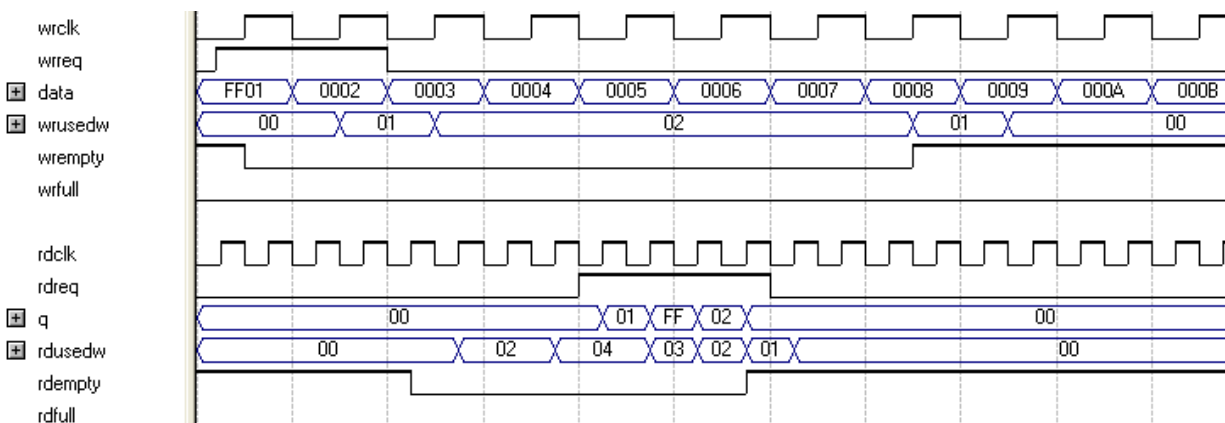 wrclk
wrreq
data FF01 0002 0003 0004 0005 0006 0007 0008 0009 000A 000B
wrusedw 00 01 02 01 00
wrempty
wrfull
rdclk
rdreq
q 00 01 FF 02 00
rdusedw 00 02 04 03 02 01 00
rdempty
rdfull